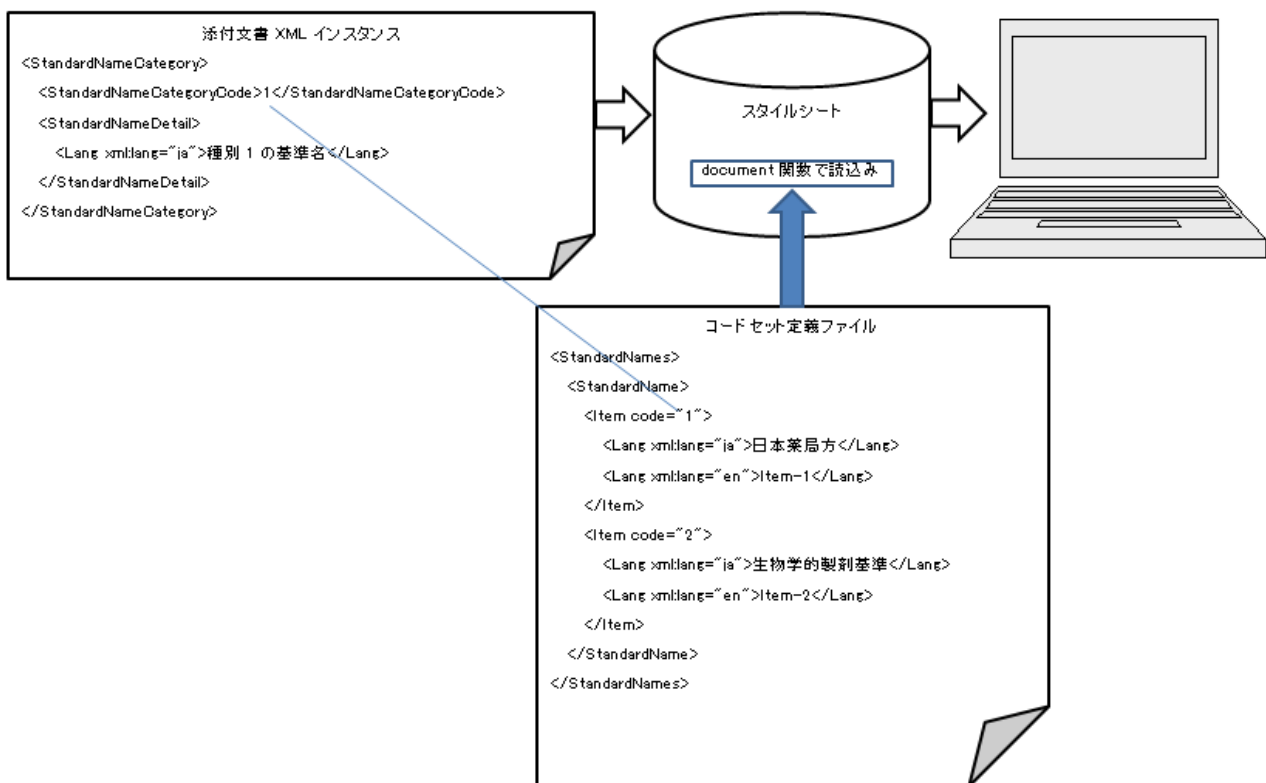 添付文書 XML インスタンス
<StandardNameCategory>
<StandardNameCategoryCode>1</StandardNameCategoryCode>
<StandardNameDetail>
<Lang xml:lang="ja">種別 1 の基準名</Lang>
</StandardNameDetail>
</StandardNameCategory>
スタイルシート
document 関数で読込み
コードセット定義ファイル
<StandardNames>
<StandardName>
<Item code="1">
<Lang xml:lang="ja">日本薬局方</Lang>
<Lang xml:lang="en">Item-1</Lang>
</Item>
<Item code="2">
<Lang xml:lang="ja">生物学的製剤基準</Lang>
<Lang xml:lang="en">Item-2</Lang>
</Item>
</StandardName>
</StandardNames>